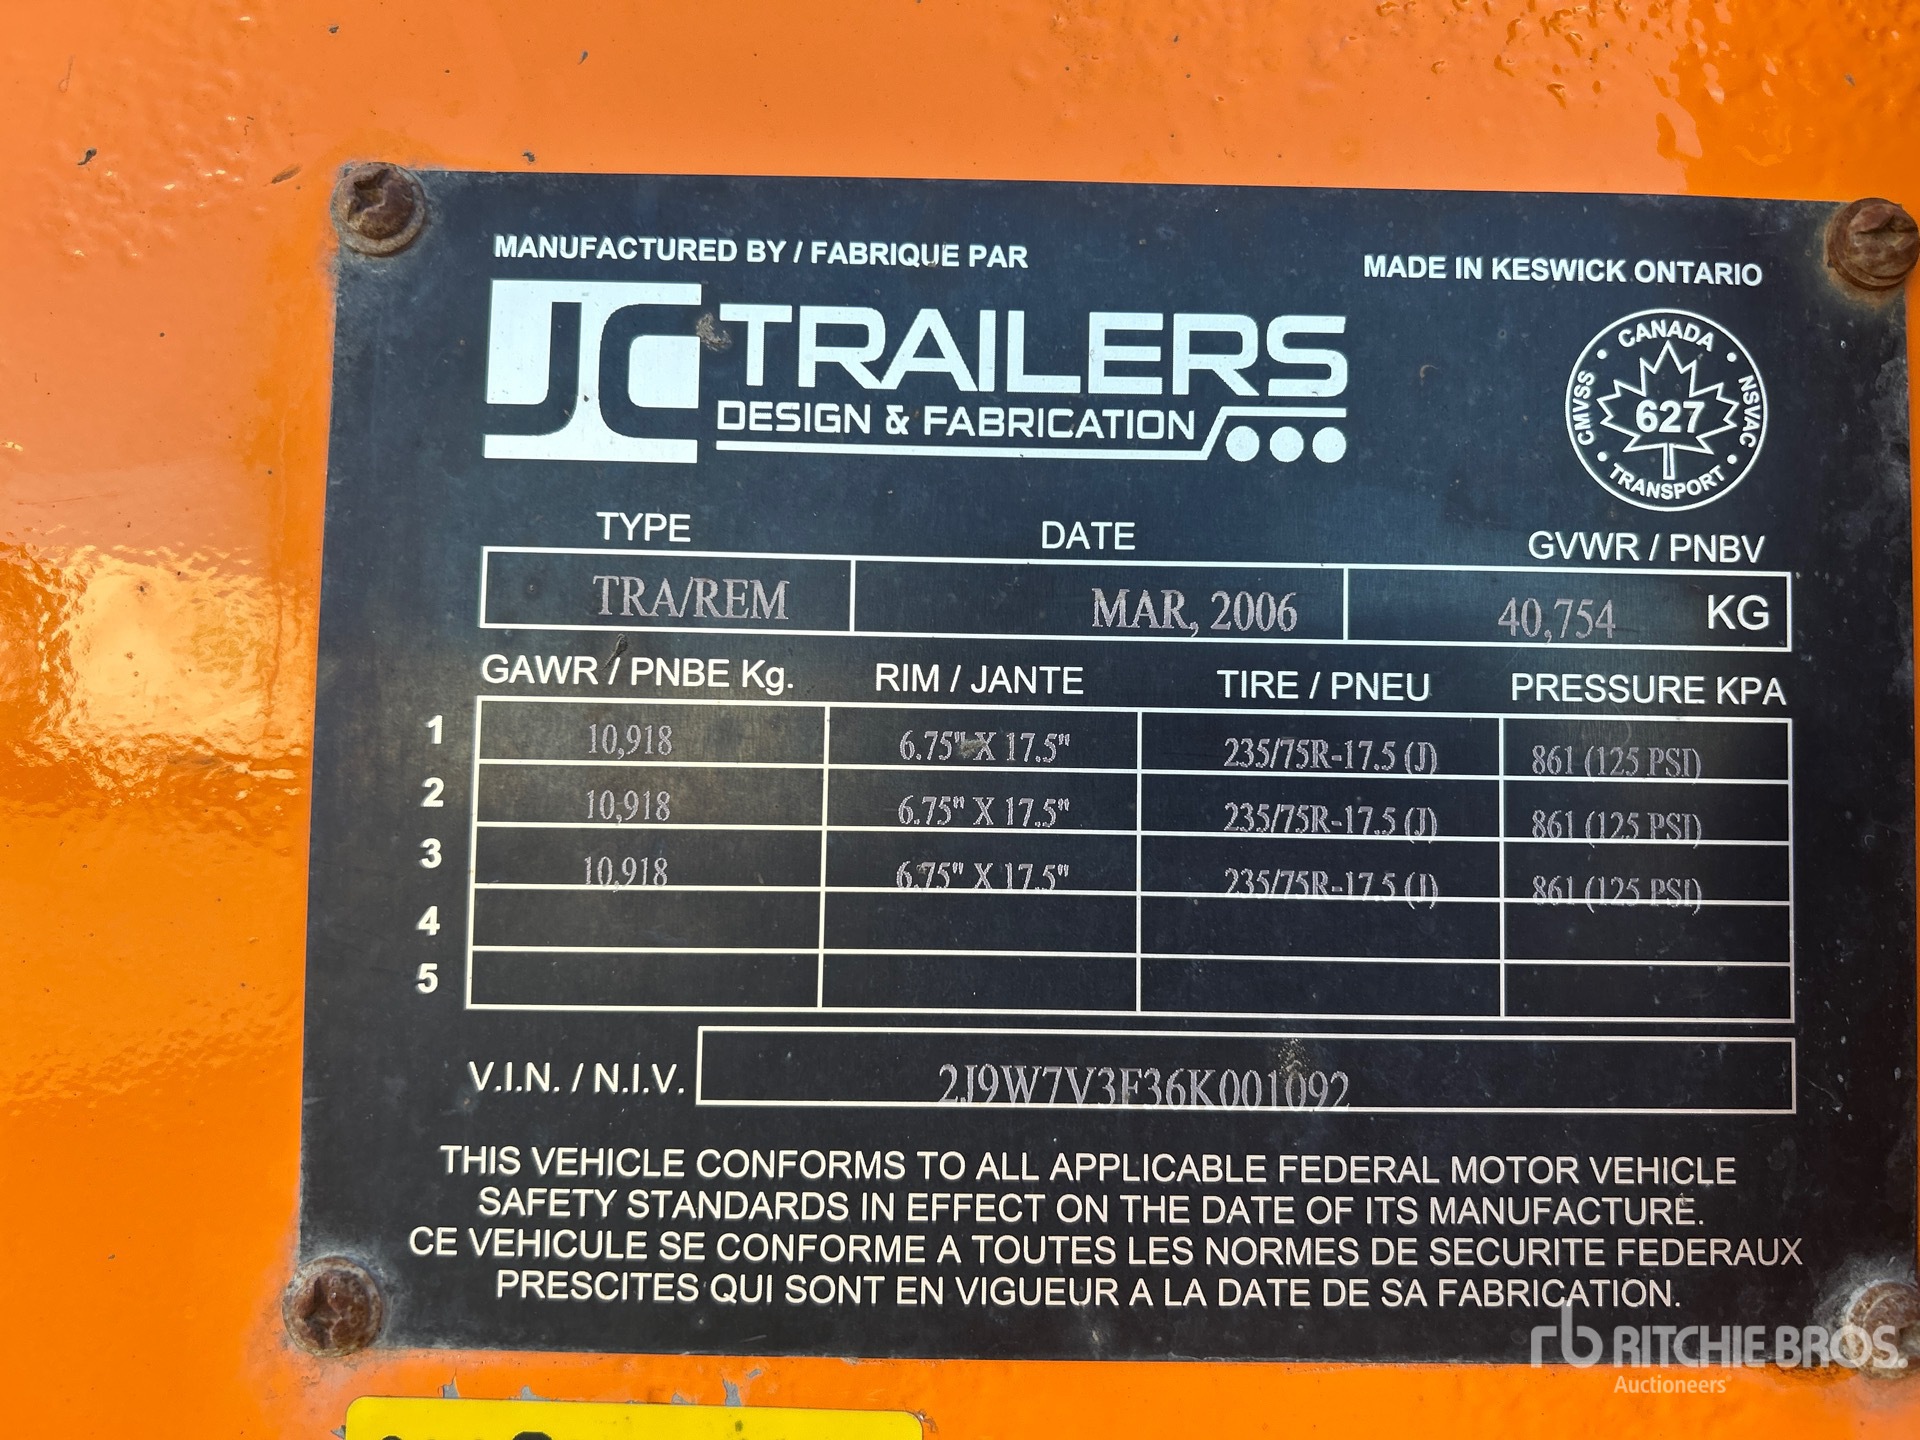 MANUFACTURED BY / FABRIQUE PAR
MADE IN KESWICK ONTARIO
JC TRAILERS
DESIGN & FABRICATION
CANADA
CMVSS
627
NSVAC
TRANSPORT
TYPE DATE GVWR / PNBV
TRA/REM MAR, 2006 40,754 KG
GAWR / PNBE Kg. RIM / JANTE TIRE / PNEU PRESSURE KPA
1 10,918 6.75" X 17.5" 235/75R-17.5 (J) 861 (125 PSI)
2 10,918 6.75" X 17.5" 235/75R-17.5 (J) 861 (125 PSI)
3 10,918 6.75" X 17.5" 235/75R-17.5 (J) 861 (125 PSI)
4
5
V.I.N. / N.I.V. 2J9W7V3F36K001092
THIS VEHICLE CONFORMS TO ALL APPLICABLE FEDERAL MOTOR VEHICLE
SAFETY STANDARDS IN EFFECT ON THE DATE OF ITS MANUFACTURE.
CE VEHICULE SE CONFORME A TOUTES LES NORMES DE SECURITE FEDERAUX
PRESCITES QUI SONT EN VIGUEUR A LA DATE DE SA FABRICATION.
rb RITCHIE BROS.
Auctioneers